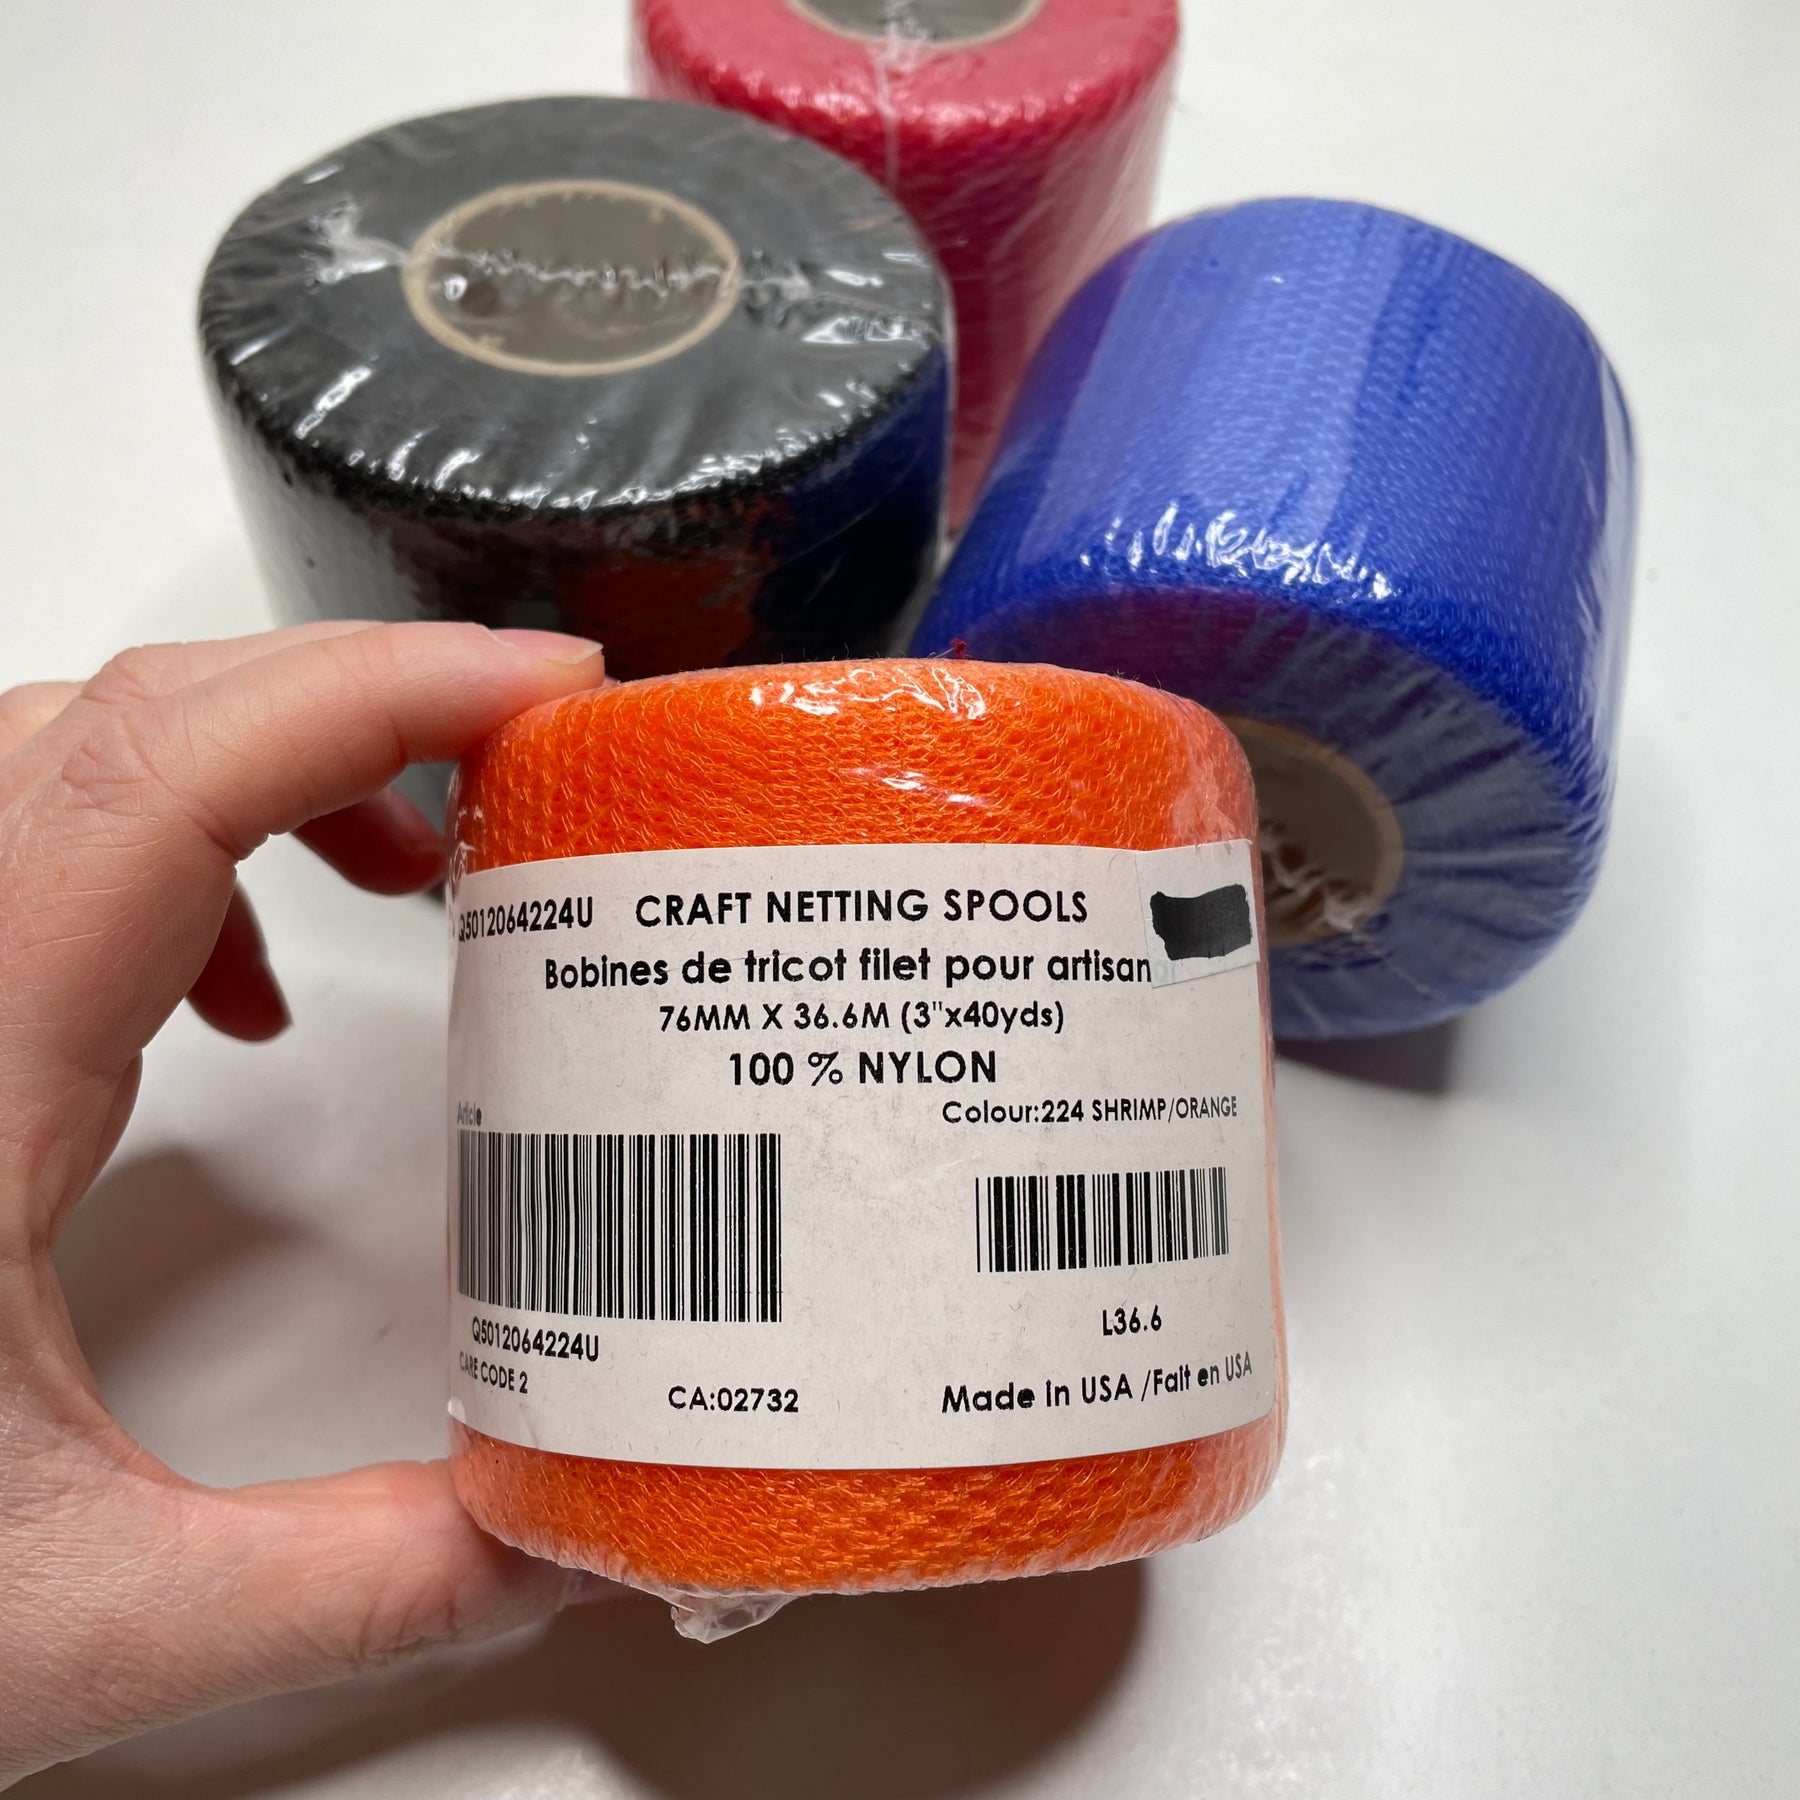 Q5012064224U CRAFT NETTING SPOOLS
Bobines de tricot filet pour artisan
76MM X 36.6M (3"x40yds)
100 % NYLON
Article
Colour:224 SHRIMP/ORANGE
Q5012064224U
L36.6
CARE CODE 2
CA:02732
Made in USA /Fait en USA